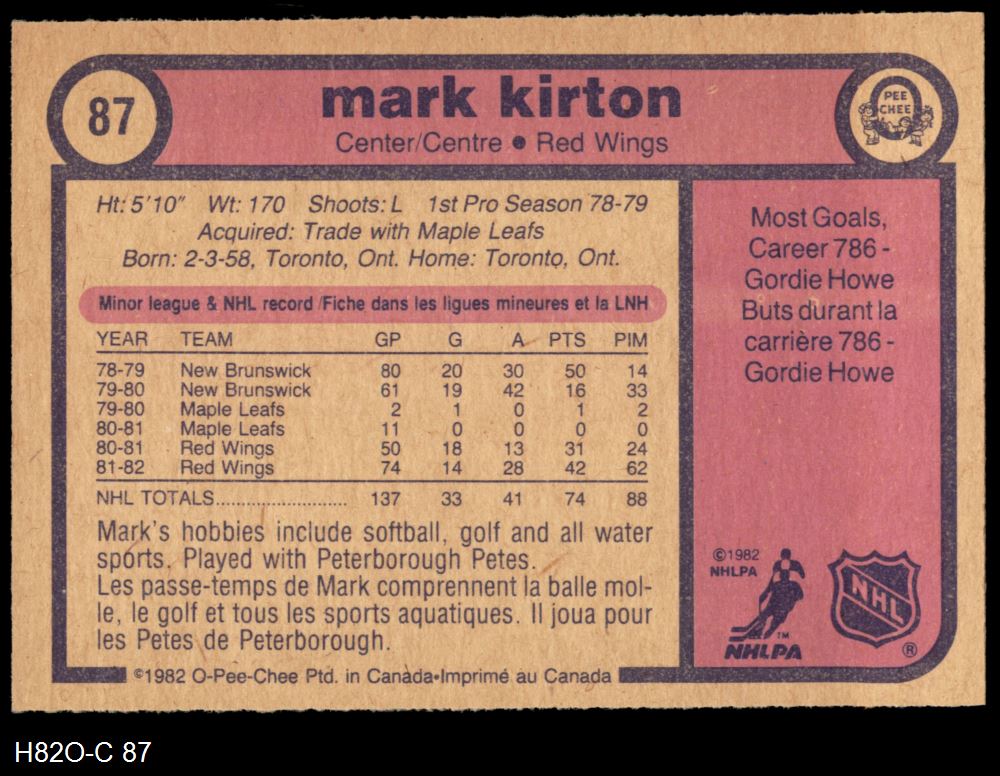 87
mark kirton
PEE
CHEE
Center/Centre • Red Wings
Ht: 5'10" Wt: 170 Shoots: L 1st Pro Season 78-79
Acquired: Trade with Maple Leafs
Born: 2-3-58, Toronto, Ont. Home: Toronto, Ont.
Minor league & NHL record/Fiche dans les ligues mineures et la LNH
YEAR TEAM GP G A PTS PIM
78-79 New Brunswick 80 20 30 50 14
79-80 New Brunswick 61 19 42 16 33
79-80 Maple Leafs 2 1 0 1 2
80-81 Maple Leafs 11 0 0 0 0
80-81 Red Wings 50 18 13 31 24
81-82 Red Wings 74 14 28 42 62
NHL TOTALS........................... 137 33 41 74 88
Mark's hobbies include softball, golf and all water
sports. Played with Peterborough Petes.
Les passe-temps de Mark comprennent la balle mol-
le, le golf et tous les sports aquatiques. Il joua pour
les Petes de Peterborough.
©1982 O-Pee-Chee Ptd. in Canada•Imprimé au Canada
Most Goals,
Career 786 -
Gordie Howe
Buts durant la
carrière 786 -
Gordie Howe
©1982
NHLPA
TM
NHLPA
NHL
®
H82O-C 87